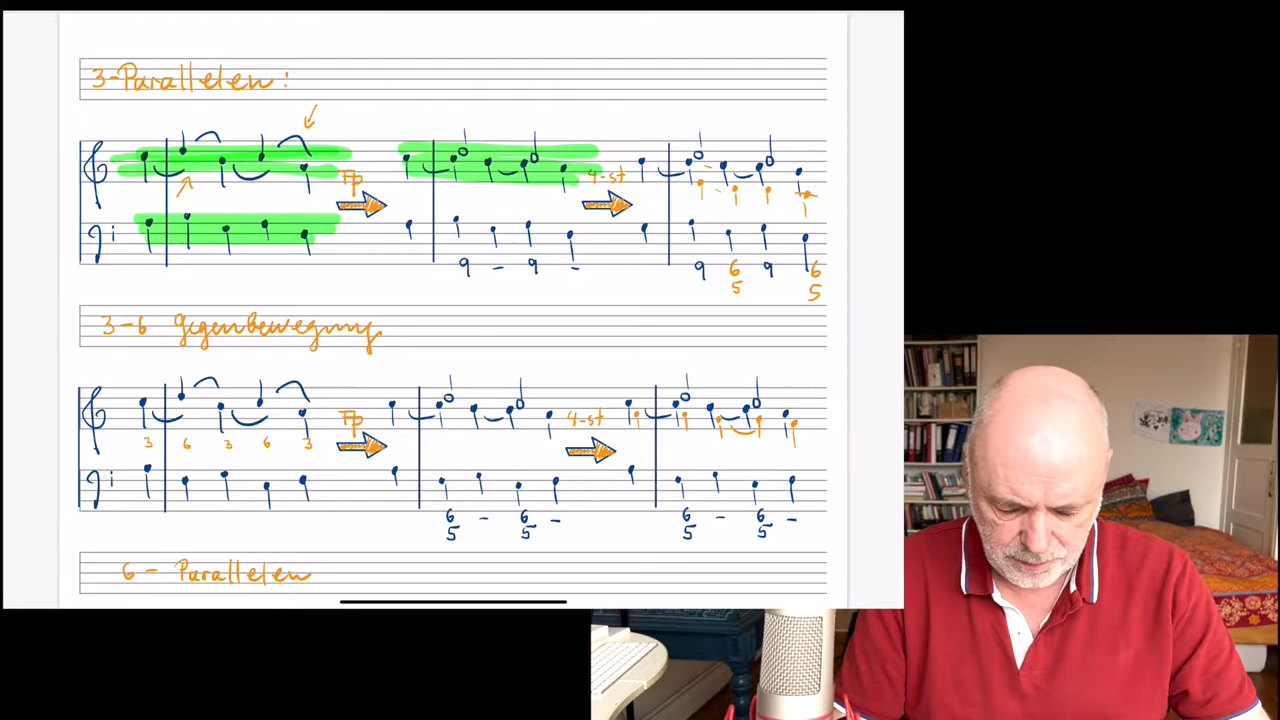 3-Parallelen:
Fp
4-st
9 - 9 -
9 6 9 6
5 5
3-6 Gegenbewegung
3 6 3 6 3
Fp
4-st
6 - 6 -
5 5
6 - 6 -
5 5
6 - Parallelen